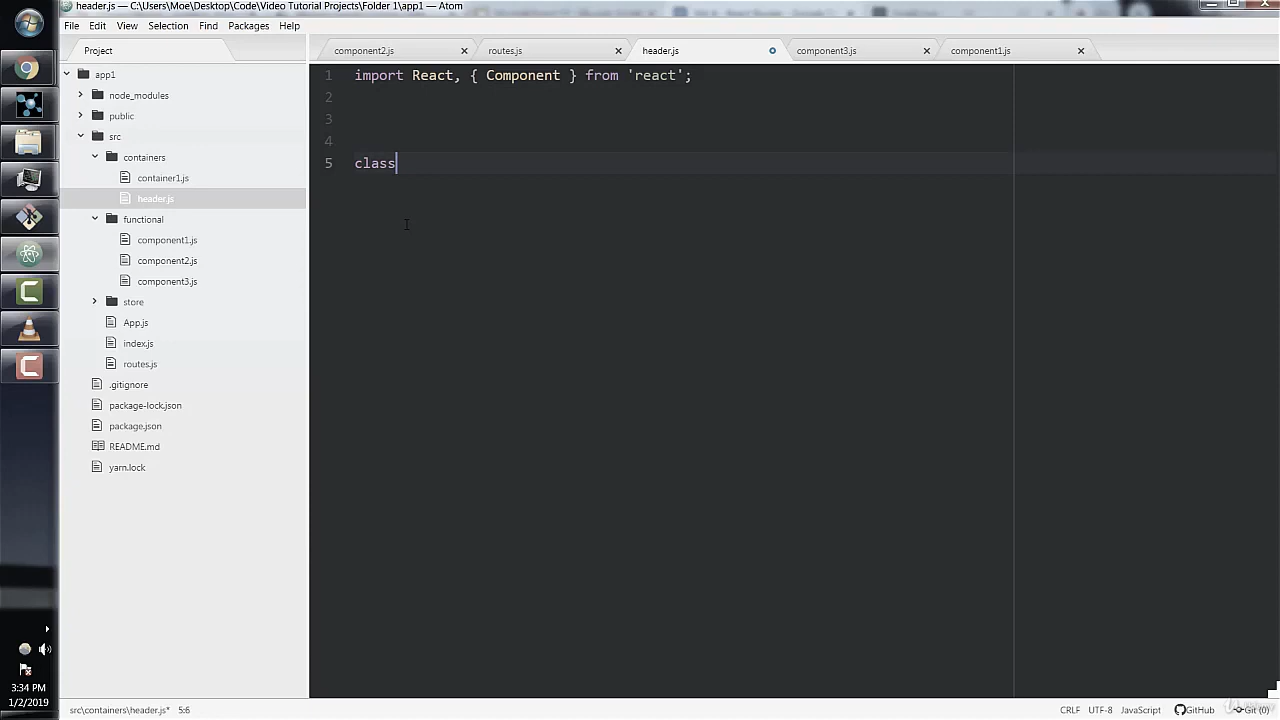 header.js — C:\Users\Moe\Desktop\Code\Video Tutorial Projects\Folder 1\app1 — Atom
File Edit View Selection Find Packages Help
Project
component2.js routes.js header.js component3.js component1.js
app1
node_modules
public
src
containers
container1.js
header.js
functional
component1.js
component2.js
component3.js
store
App.js
index.js
routes.js
.gitignore
package-lock.json
package.json
README.md
yarn.lock
1 import React, { Component } from 'react';
2
3
4
5 class
3:34 PM
1/2/2019
src\containers\header.js* 5:6
CRLF UTF-8 JavaScript GitHub Git (0)